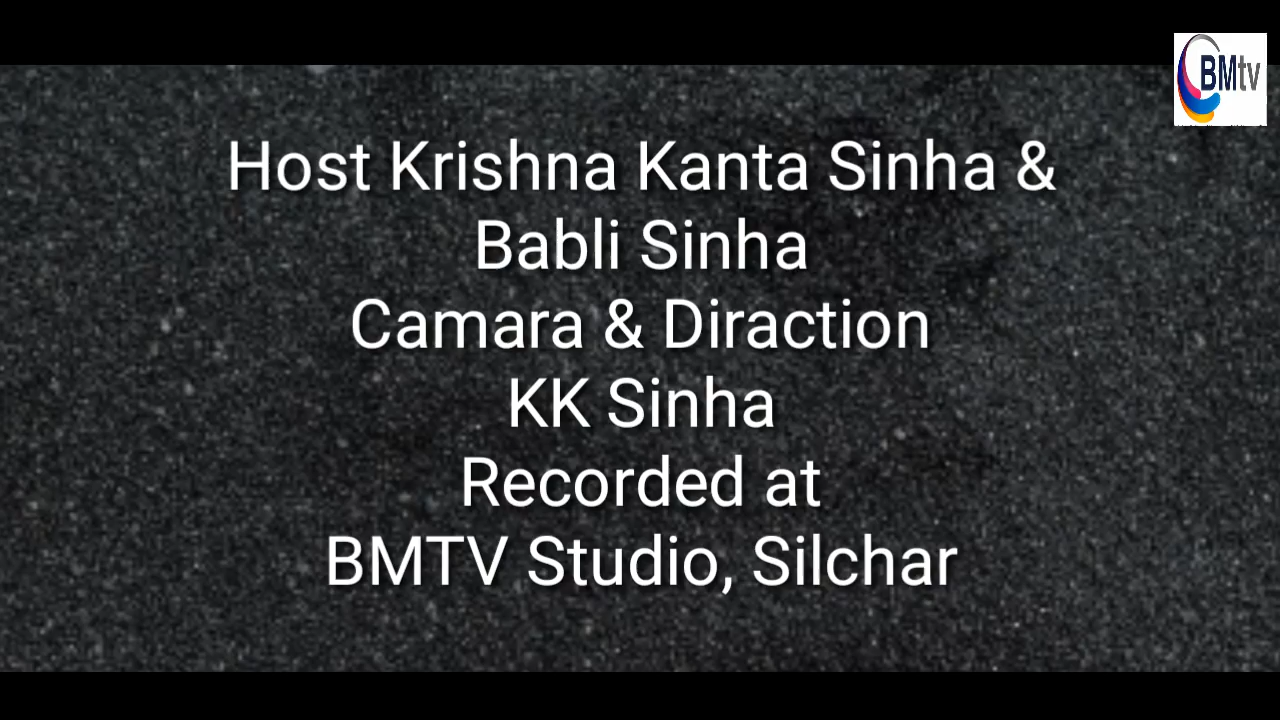 BMtv
Host Krishna Kanta Sinha &
Babli Sinha
Camara & Diraction
KK Sinha
Recorded at
BMTV Studio, Silchar